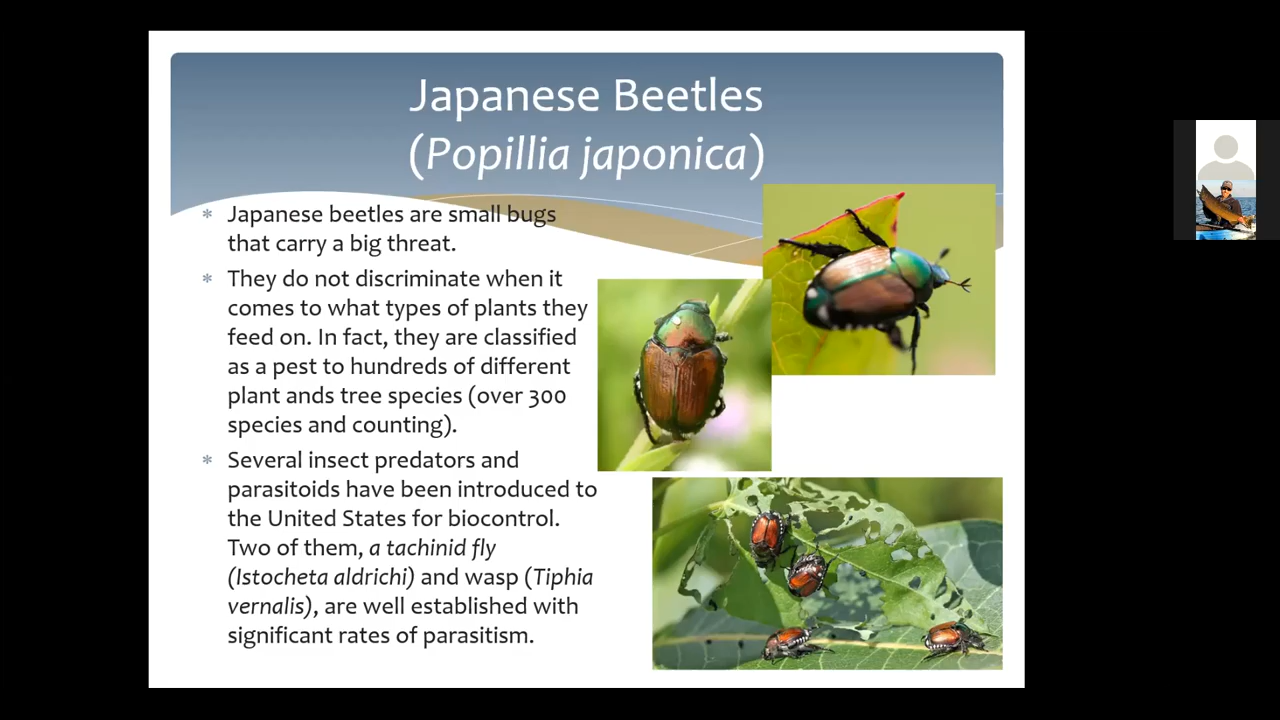 Japanese Beetles
(Popillia japonica)
* Japanese beetles are small bugs
that carry a big threat.
* They do not discriminate when it
comes to what types of plants they
feed on. In fact, they are classified
as a pest to hundreds of different
plant ands tree species (over 300
species and counting).
* Several insect predators and
parasitoids have been introduced to
the United States for biocontrol.
Two of them, a tachinid fly
(Istocheta aldrichi) and wasp (Tiphia
vernalis), are well established with
significant rates of parasitism.